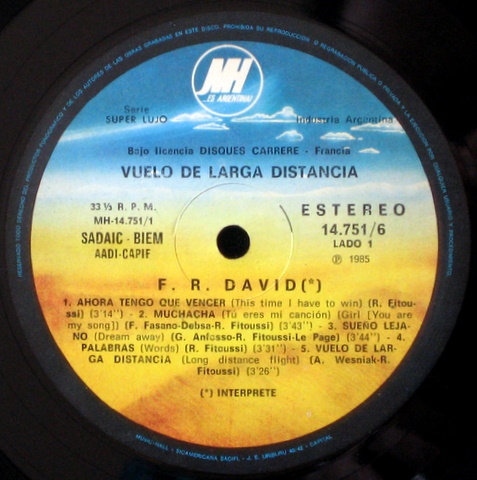 PROHIBIDA SU REPRODUCCION
MH
..ES ARGENTINA!
Serie
SUPER LUJO
Industria Argentina
Bajo licencia DISQUES CARRERE - Francia
VUELO DE LARGA DISTANCIA
33 ⅓ R. P. M.
MH-14.751/1
SADAIC - BIEM
AADI-CAPIF
ESTEREO
14.751/6
LADO 1
℗ 1985
F. R. DAVID(*)
1. AHORA TENGO QUE VENCER (This time I have to win) (R. Fitou-
ssi) (3'14") - 2. MUCHACHA (Tú eres mi canción) (Girl [You are
my song]) (F. Fasano-Debsa-R. Fitoussi) (3'43") - 3. SUEÑO LEJA-
NO (Dream away) (G. Anfosso-R. Fitoussi-Le Page) (3'44") - 4.
PALABRAS (Words) (R. Fitoussi) (3'31") - 5. VUELO DE LAR-
GA DISTANCIA (Long distance flight) (A. Wesniak-R.
Fitoussi) (3'26")
(*) INTERPRETE